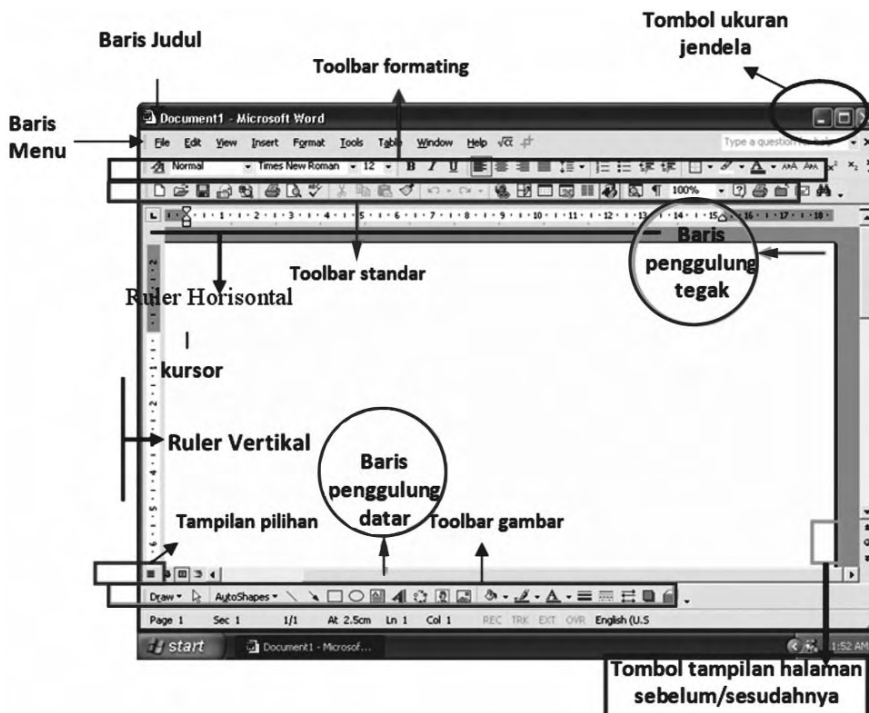 Baris Judul
Tombol ukuran
jendela
Toolbar formating
Baris
Menu
Document1 - Microsoft Word
File Edit View Insert Format Tools Table Window Help
Type a question for help
Normal Times New Roman 12 B I U
100%
Baris
penggulung
tegak
Toolbar standar
Ruler Horisontal
kursor
Ruler Vertikal
Baris
penggulung
datar
Tampilan pilihan
Toolbar gambar
Draw AutoShapes
Page 1 Sec 1 1/1 At 2.5cm Ln 1 Col 1 REC TRK EXT OVR English (U.S
start Document1 - Microsof... 1:52 AM
Tombol tampilan halaman
sebelum/sesudahnya